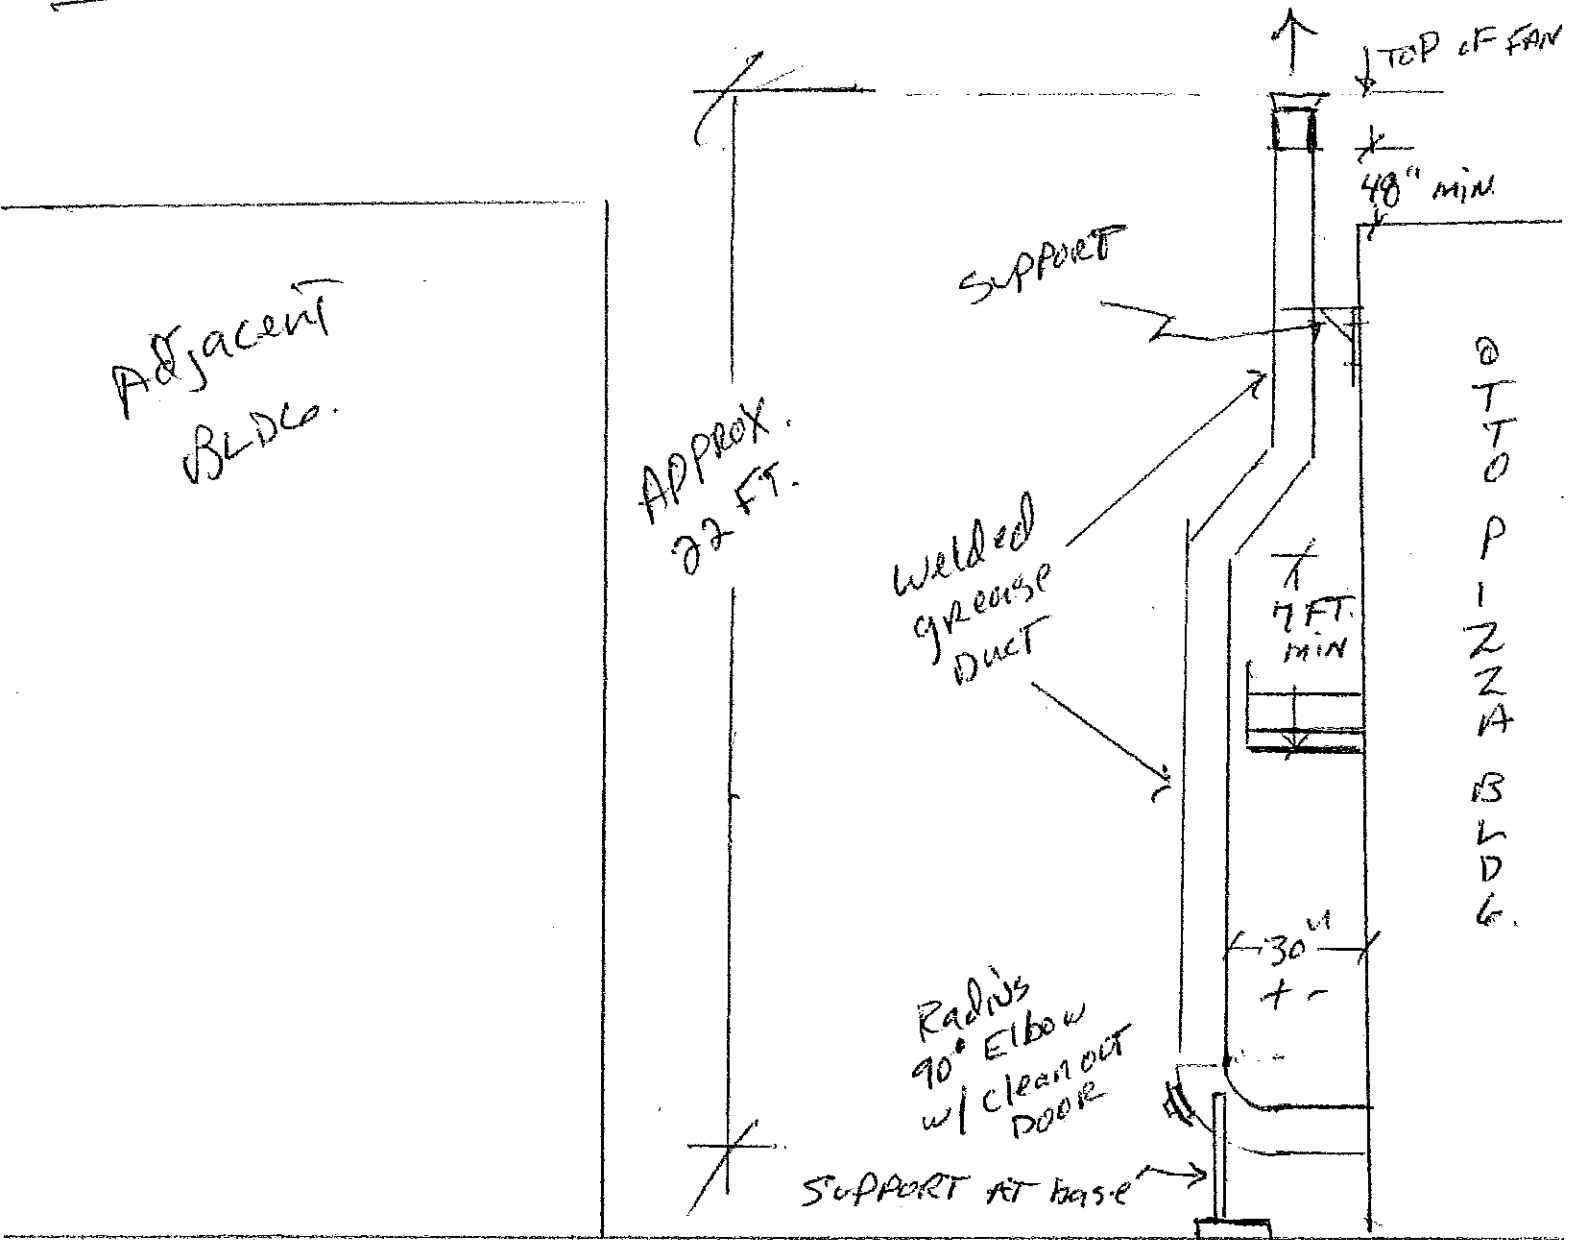 TOP OF FAN
48" MIN.
SUPPORT
Adjacent
BLDG.
APPROX.
22 FT.
Welded
grease
DUCT
7 FT.
MIN
OTTO PIZZA BLDG.
30"
+ -
Radius
90° Elbow
w/ clean out
DOOR
SUPPORT AT base